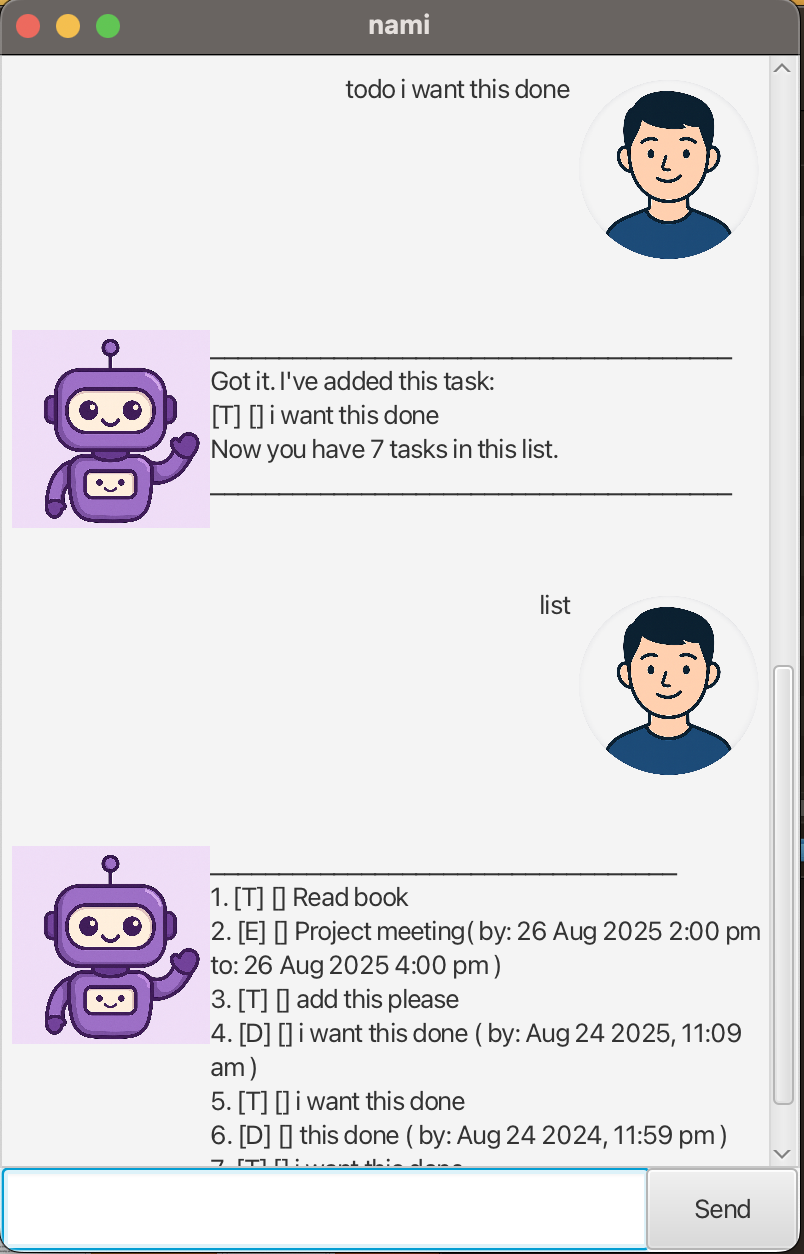 nami
todo i want this done
Got it. I've added this task:
[T] [] i want this done
Now you have 7 tasks in this list.
list
1. [T] [] Read book
2. [E] [] Project meeting( by: 26 Aug 2025 2:00 pm
to: 26 Aug 2025 4:00 pm )
3. [T] [] add this please
4. [D] [] i want this done ( by: Aug 24 2025, 11:09
am )
5. [T] [] i want this done
6. [D] [] this done ( by: Aug 24 2024, 11:59 pm )
7. [T] [] i want this done
Send